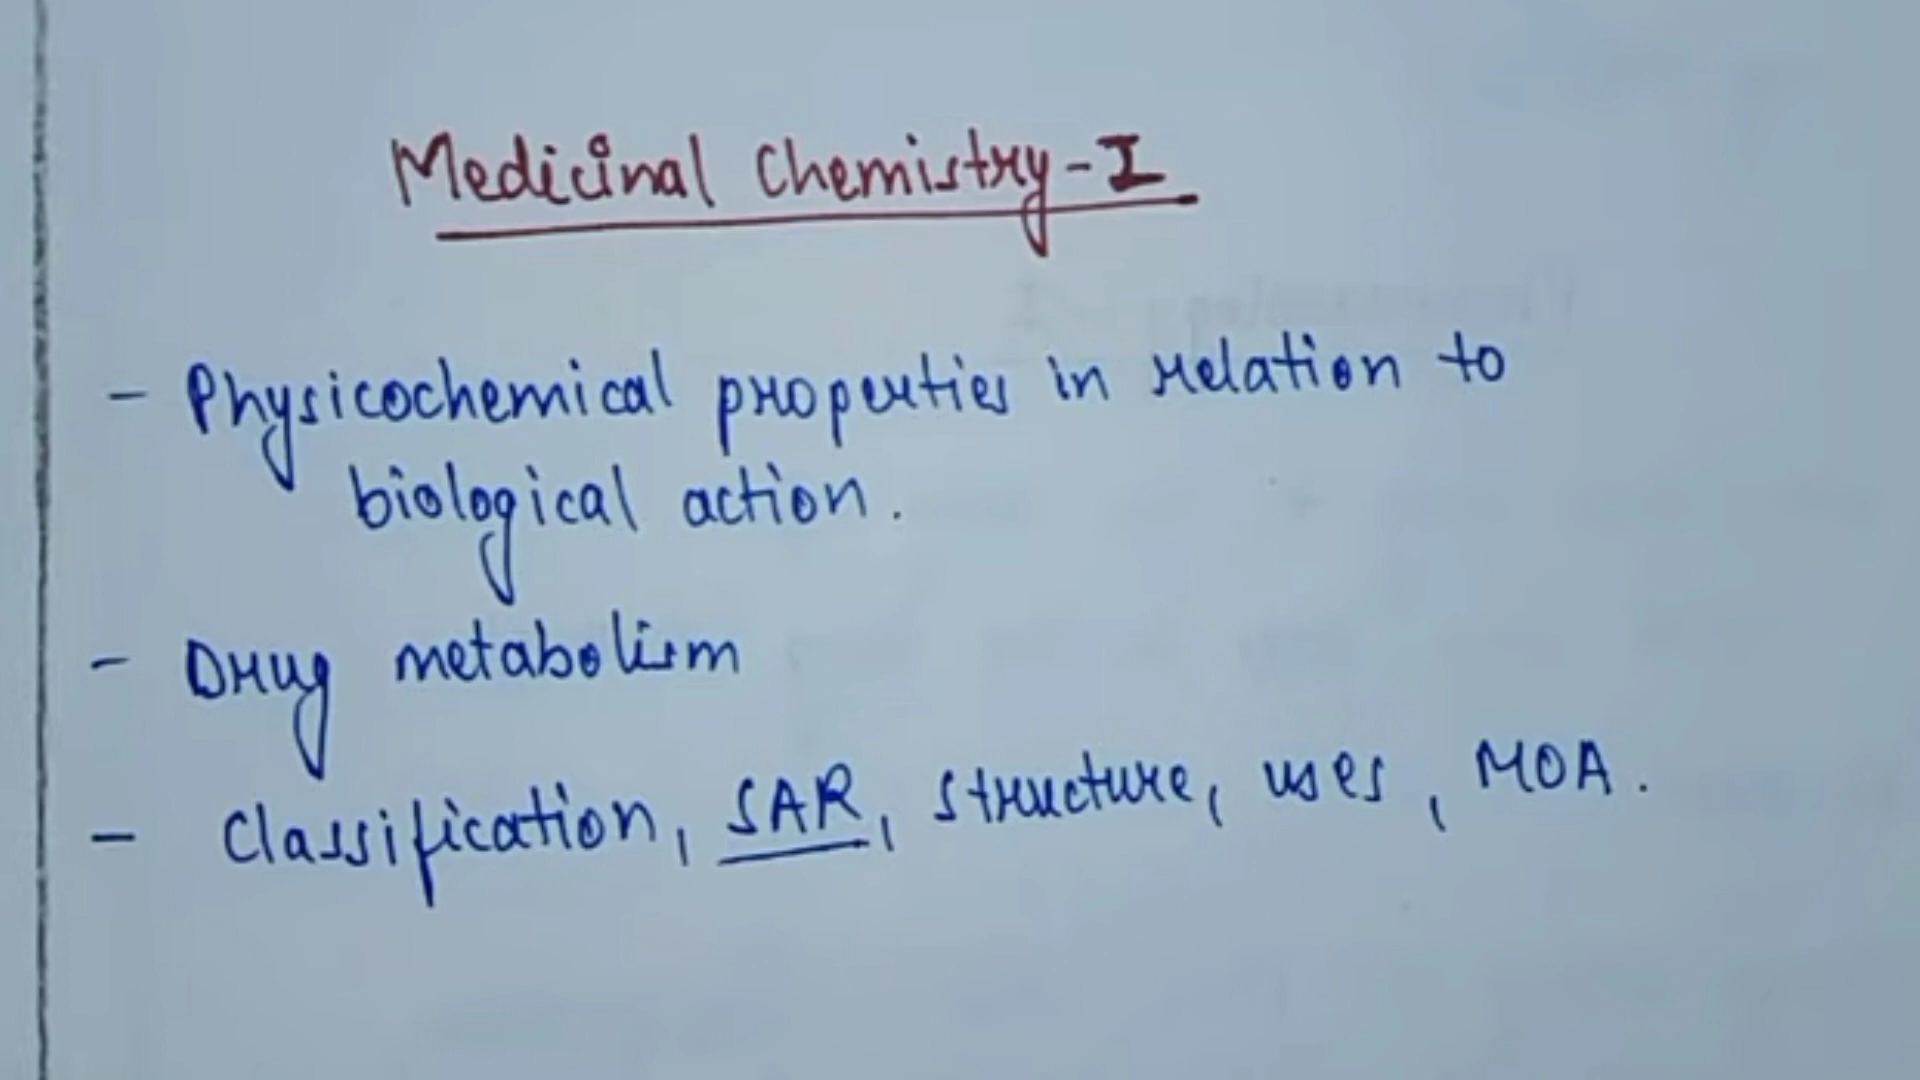 Medicinal Chemistry-I
- Physicochemical properties in relation to
biological action.
- Drug metabolism
- Classification, SAR, structure, uses, MOA.